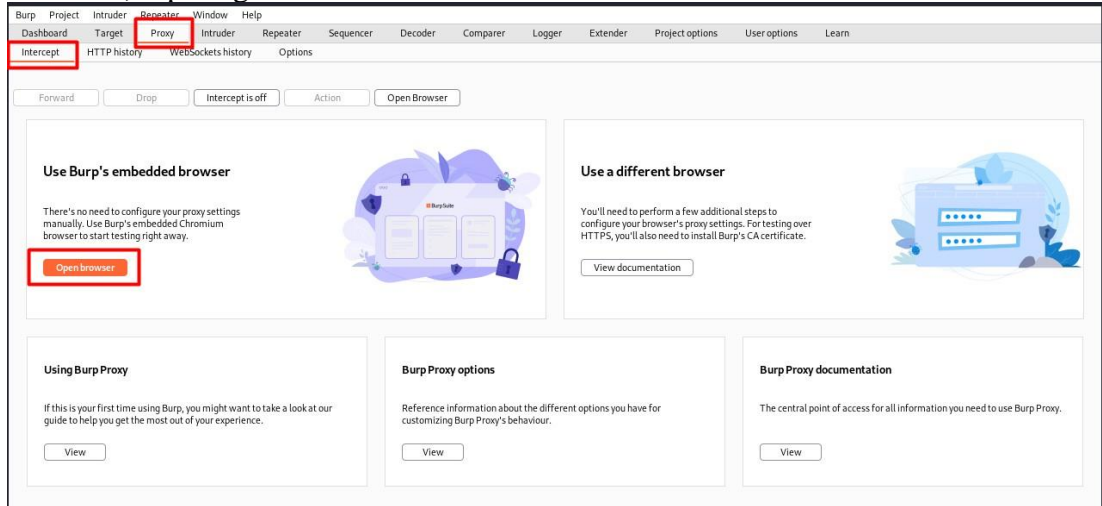 Burp Project Intruder Repeater Window Help
Dashboard Target Proxy Intruder Repeater Sequencer Decoder Comparer Logger Extender Project options User options Learn
Intercept HTTP history WebSockets history Options
Forward Drop Intercept is off Action Open Browser
Use Burp's embedded browser
There's no need to configure your proxy settings
manually. Use Burp's embedded Chromium
browser to start testing right away.
Open browser
BurpSuite
Use a different browser
You'll need to perform a few additional steps to
configure your browser's proxy settings. For testing over
HTTPS, you'll also need to install Burp's CA certificate.
View documentation
Using Burp Proxy
If this is your first time using Burp, you might want to take a look at our
guide to help you get the most out of your experience.
View
Burp Proxy options
Reference information about the different options you have for
customizing Burp Proxy's behaviour.
View
Burp Proxy documentation
The central point of access for all information you need to use Burp Proxy.
View